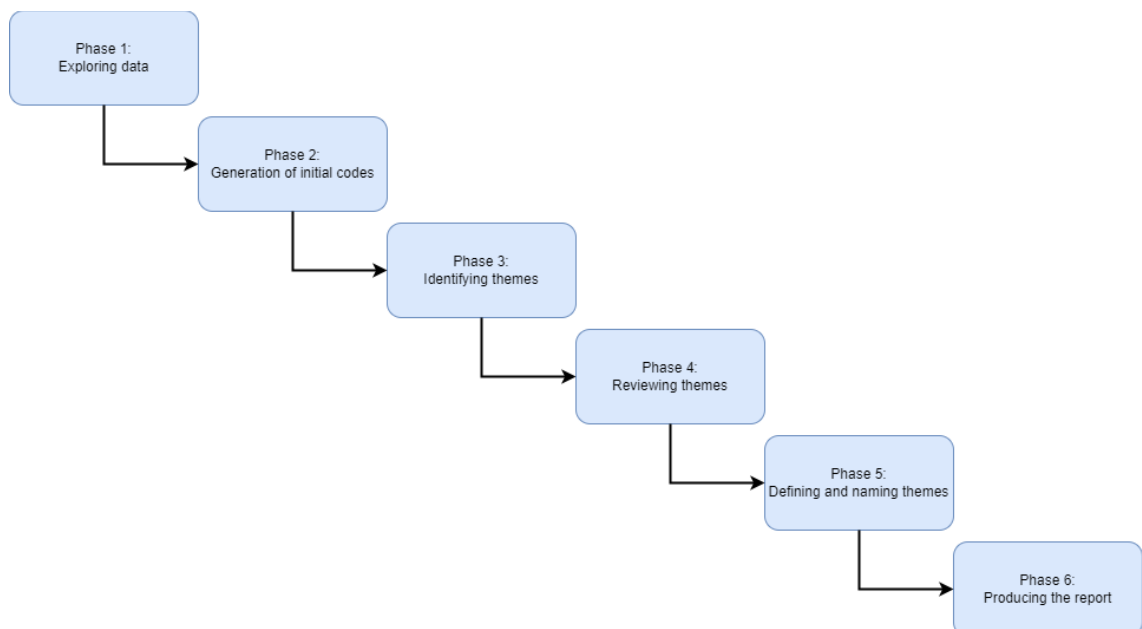 Phase 1:
Exploring data
Phase 2:
Generation of initial codes
Phase 3:
Identifying themes
Phase 4:
Reviewing themes
Phase 5:
Defining and naming themes
Phase 6:
Producing the report